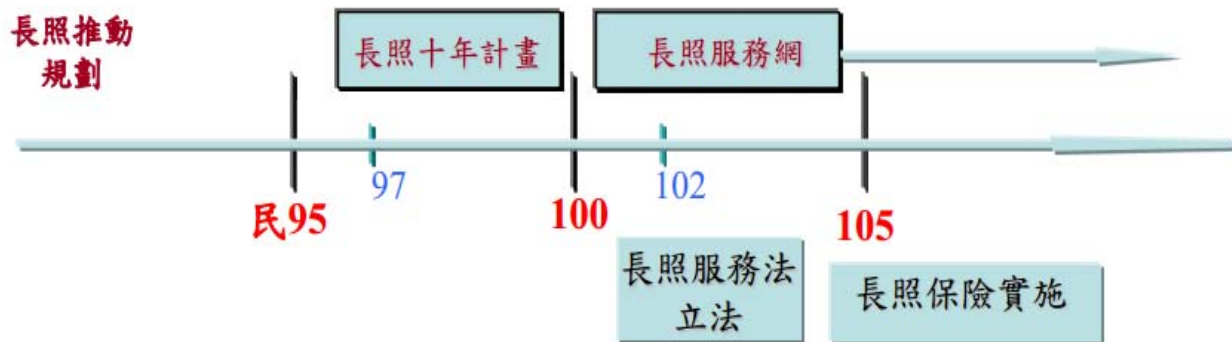 長照推動
規劃
長照十年計畫
長照服務網
97
102
民95
100
105
長照服務法
立法
長照保險實施